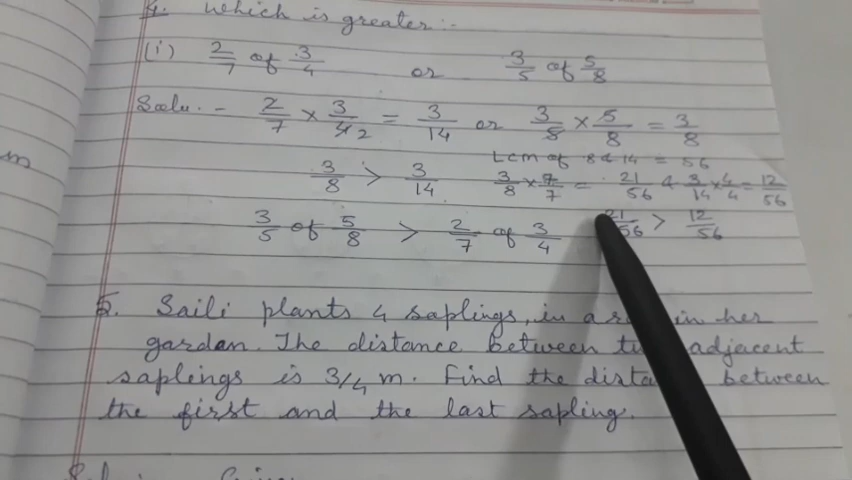 4. Which is greater :-
(i) 2/7 of 3/4 or 3/5 of 5/8
Solu. - 2/7 × 3/4 2 = 3/14 or 3/5 × 5/8 = 3/8
LCM of 8 & 14 = 56
3/8 > 3/14 3/8 × 7/7 = 21/56 & 3/14 × 4/4 = 12/56
3/5 of 5/8 > 2/7 of 3/4 21/56 > 12/56
5. Saili plants 4 saplings, in a in her
garden. The distance between adjacent
saplings is 3/4 m. Find the between
the first and the last sapling.